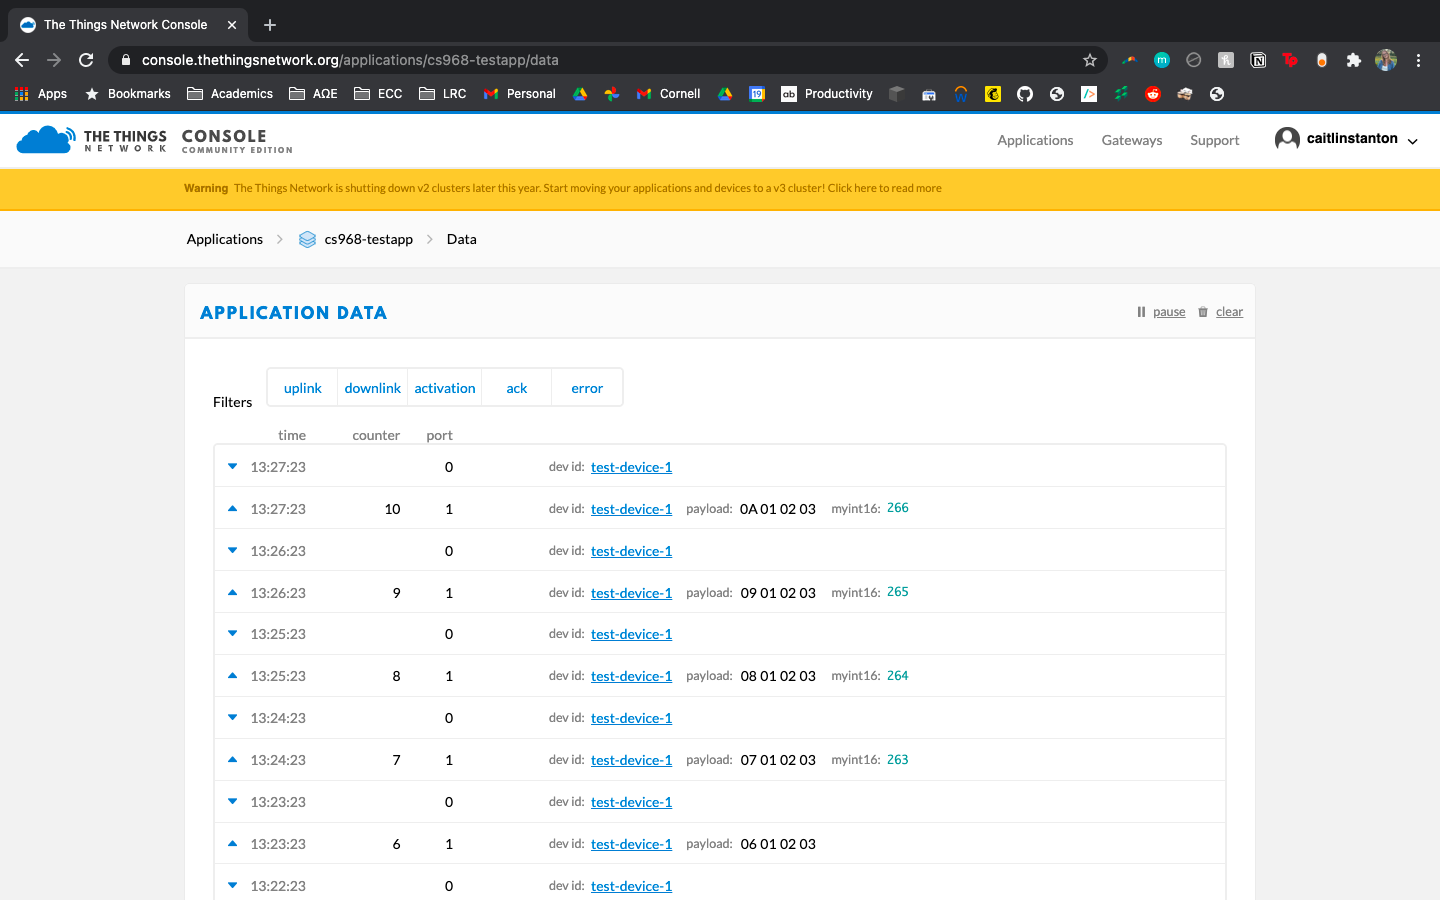 The Things Network Console
console.thethingsnetwork.org/applications/cs968-testapp/data
Apps Bookmarks Academics AOE ECC LRC Personal Cornell 19 ab Productivity
THE THINGS NETWORK CONSOLE COMMUNITY EDITION Applications Gateways Support caitlinstanton
Warning The Things Network is shutting down v2 clusters later this year. Start moving your applications and devices to a v3 cluster! Click here to read more
Applications cs968-testapp Data
APPLICATION DATA pause clear
Filters uplink downlink activation ack error
time counter port
13:27:23 0 dev id: test-device-1
13:27:23 10 1 dev id: test-device-1 payload: 0A 01 02 03 myint16: 266
13:26:23 0 dev id: test-device-1
13:26:23 9 1 dev id: test-device-1 payload: 09 01 02 03 myint16: 265
13:25:23 0 dev id: test-device-1
13:25:23 8 1 dev id: test-device-1 payload: 08 01 02 03 myint16: 264
13:24:23 0 dev id: test-device-1
13:24:23 7 1 dev id: test-device-1 payload: 07 01 02 03 myint16: 263
13:23:23 0 dev id: test-device-1
13:23:23 6 1 dev id: test-device-1 payload: 06 01 02 03
13:22:23 0 dev id: test-device-1